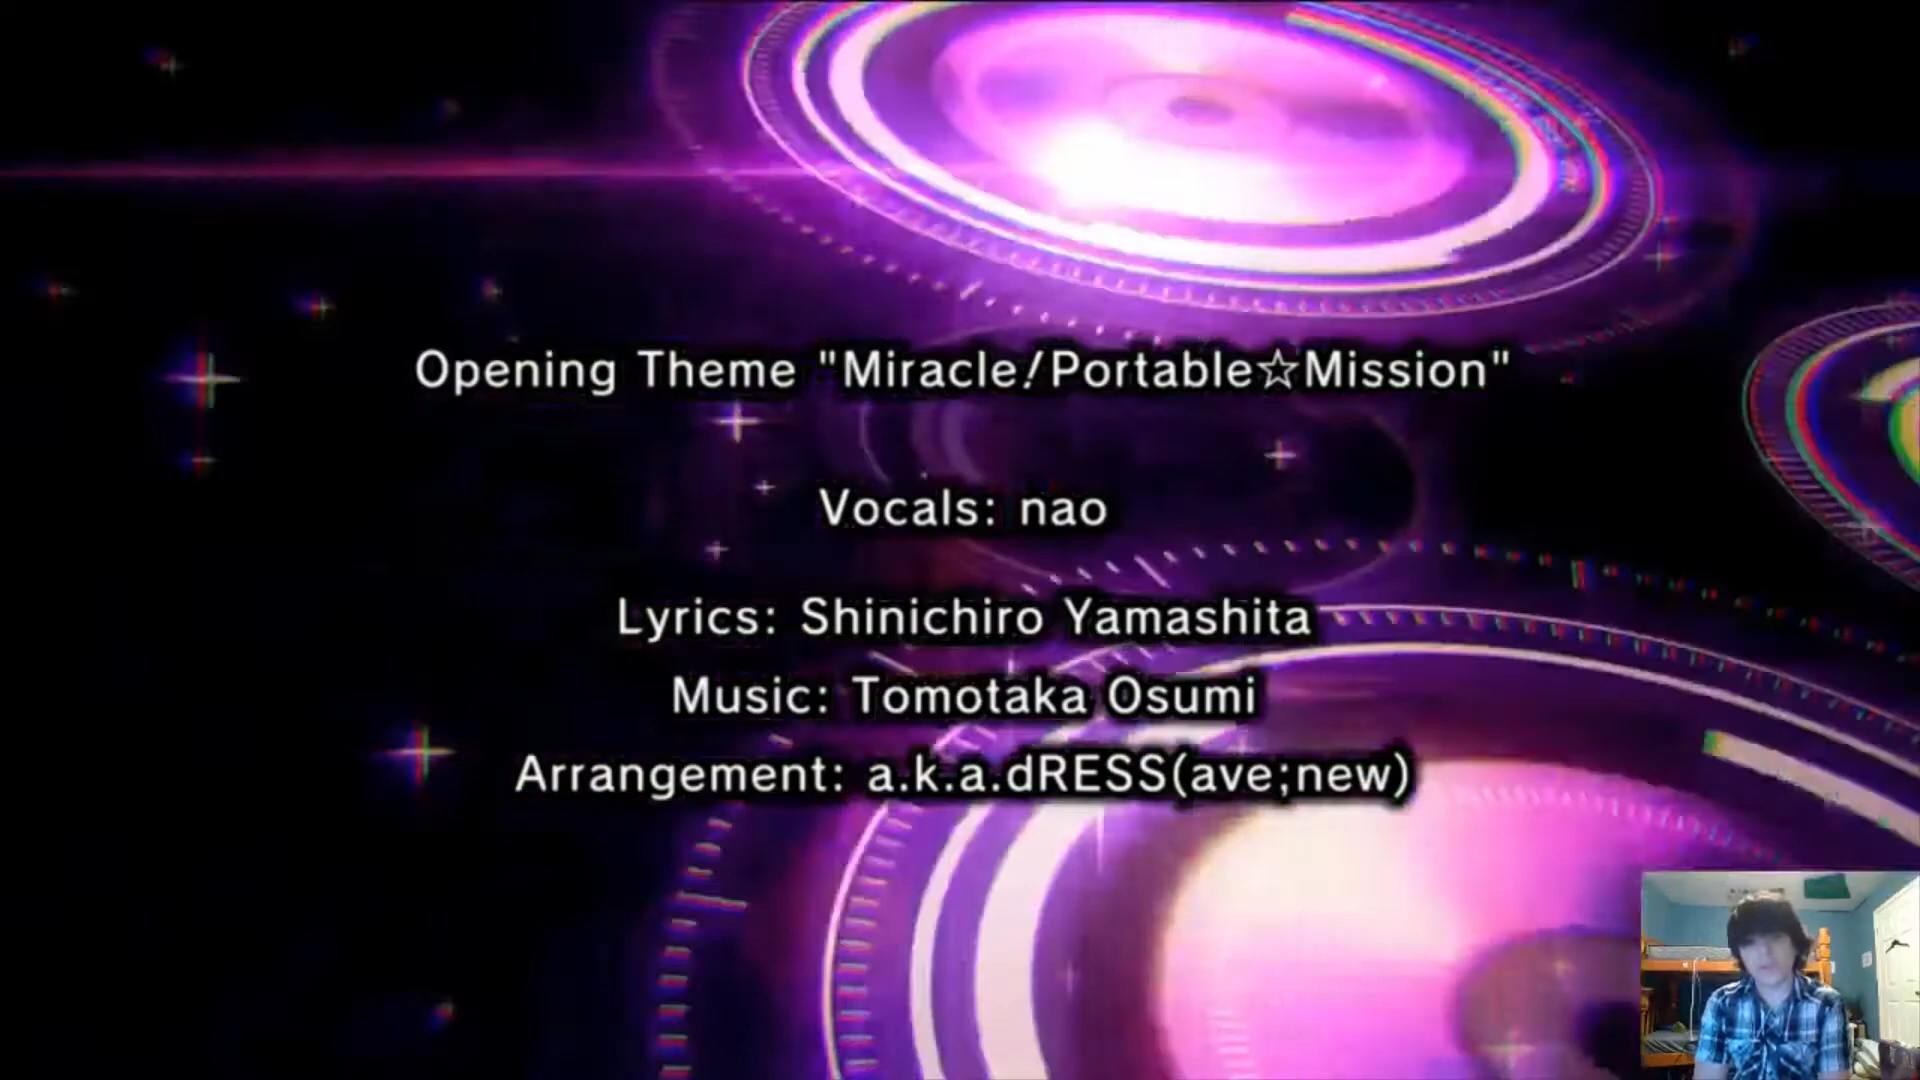 Opening Theme "Miracle!Portable☆Mission"
Vocals: nao
Lyrics: Shinichiro Yamashita
Music: Tomotaka Osumi
Arrangement: a.k.a.dRESS(ave;new)